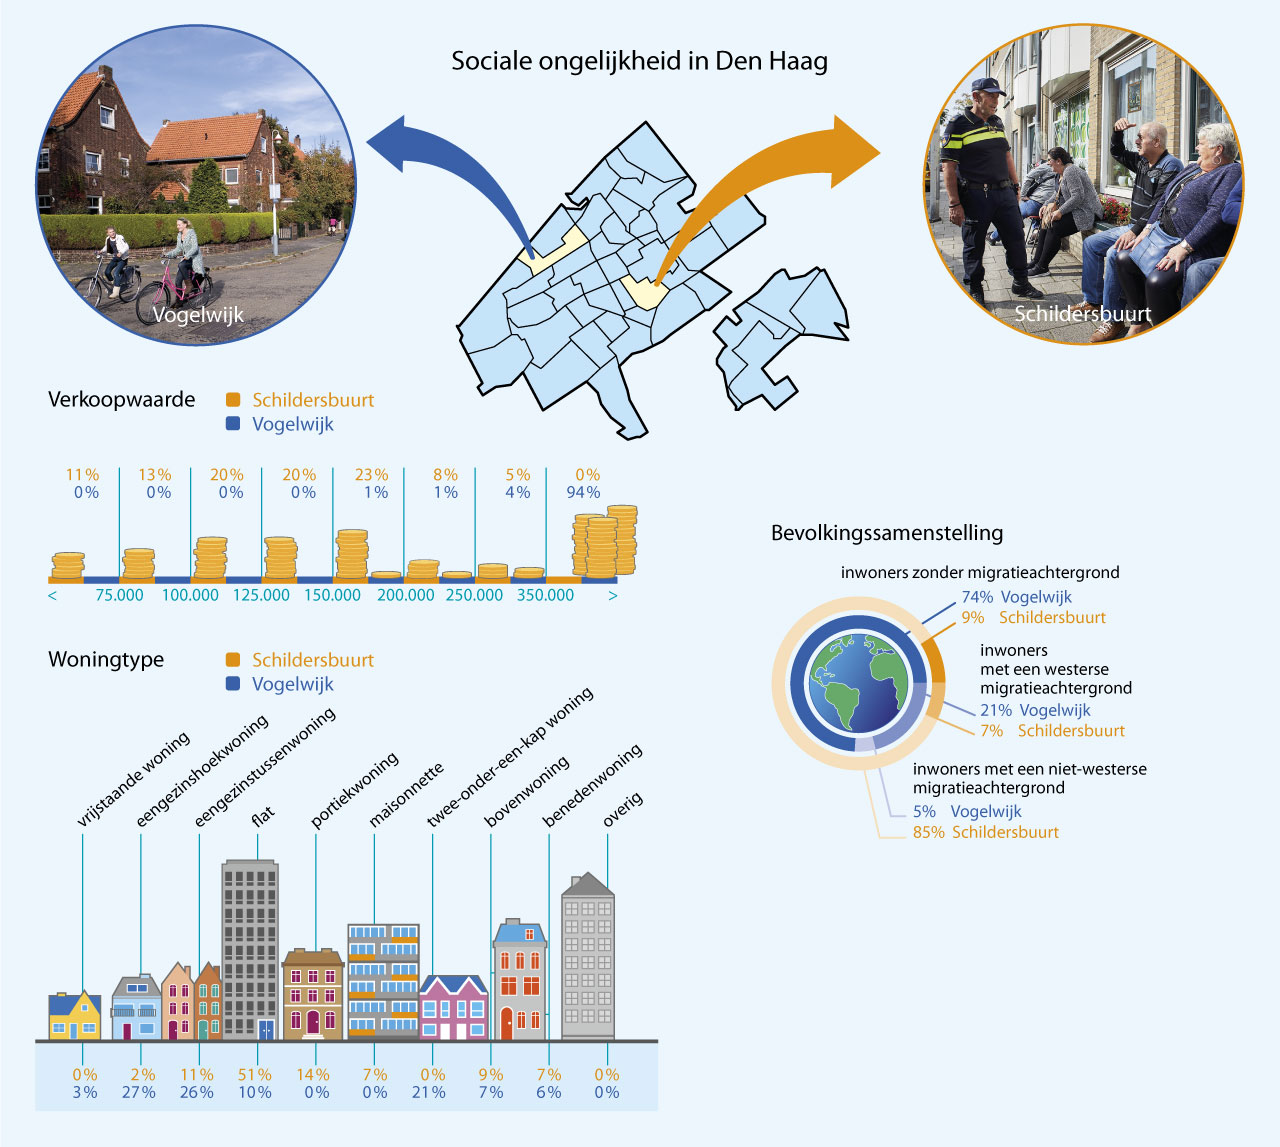 Sociale ongelijkheid in Den Haag
Vogelwijk
Schildersbuurt
Verkoopwaarde
Schildersbuurt
Vogelwijk
11% 13% 20% 20% 23% 8% 5% 0%
0% 0% 0% 0% 1% 1% 4% 94%
< 75.000 100.000 125.000 150.000 200.000 250.000 350.000 >
Woningtype
Schildersbuurt
Vogelwijk
vrijstaande woning
eengezinshoekwoning
eengezinstussenwoning
flat
portiekwoning
maisonnette
twee-onder-een-kap woning
bovenwoning
benedenwoning
overig
0% 2% 11% 51% 14% 7% 0% 9% 7% 0%
3% 27% 26% 10% 0% 0% 21% 7% 6% 0%
Bevolkingssamenstelling
inwoners zonder migratieachtergrond
74% Vogelwijk
9% Schildersbuurt
inwoners
met een westerse
migratieachtergrond
21% Vogelwijk
7% Schildersbuurt
inwoners met een niet-westerse
migratieachtergrond
5% Vogelwijk
85% Schildersbuurt